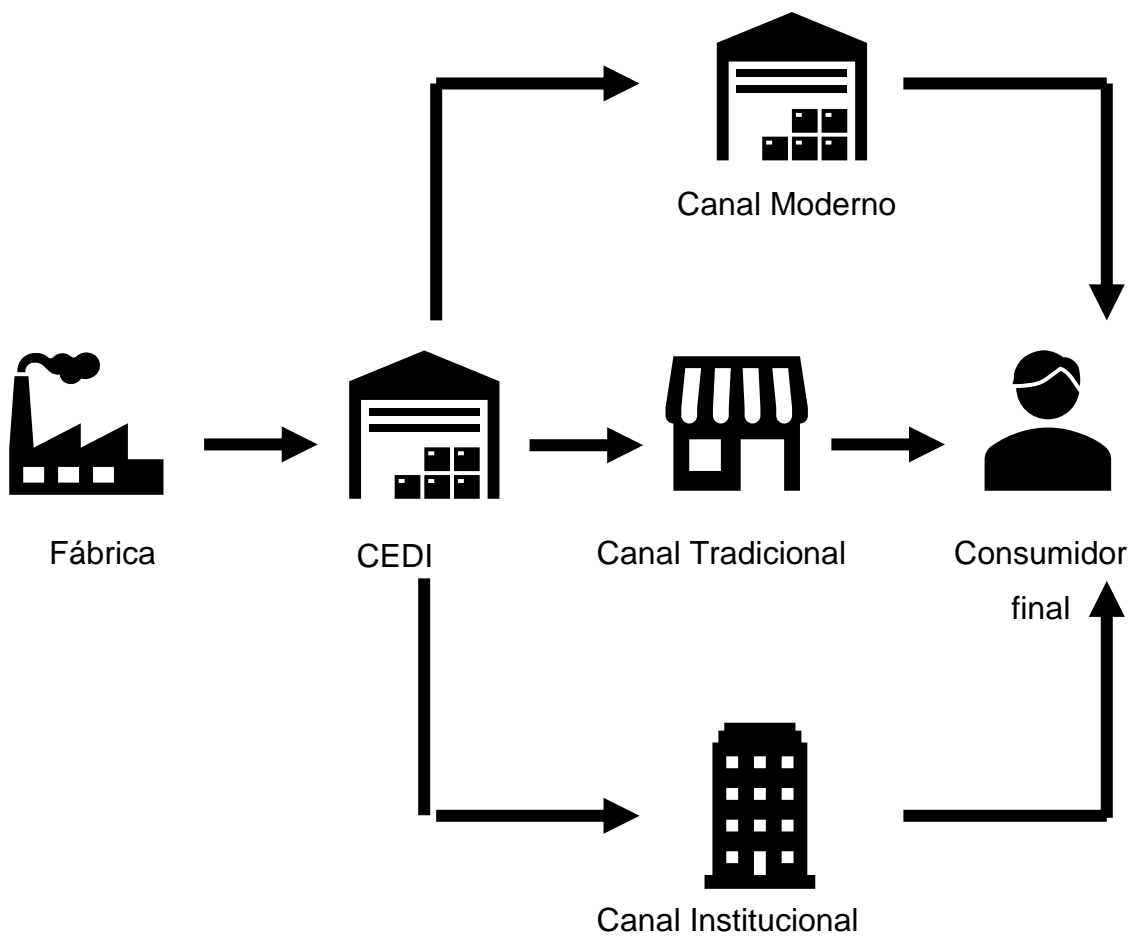 Canal Moderno
Fábrica
CEDI
Canal Tradicional
Consumidor
final
Canal Institucional